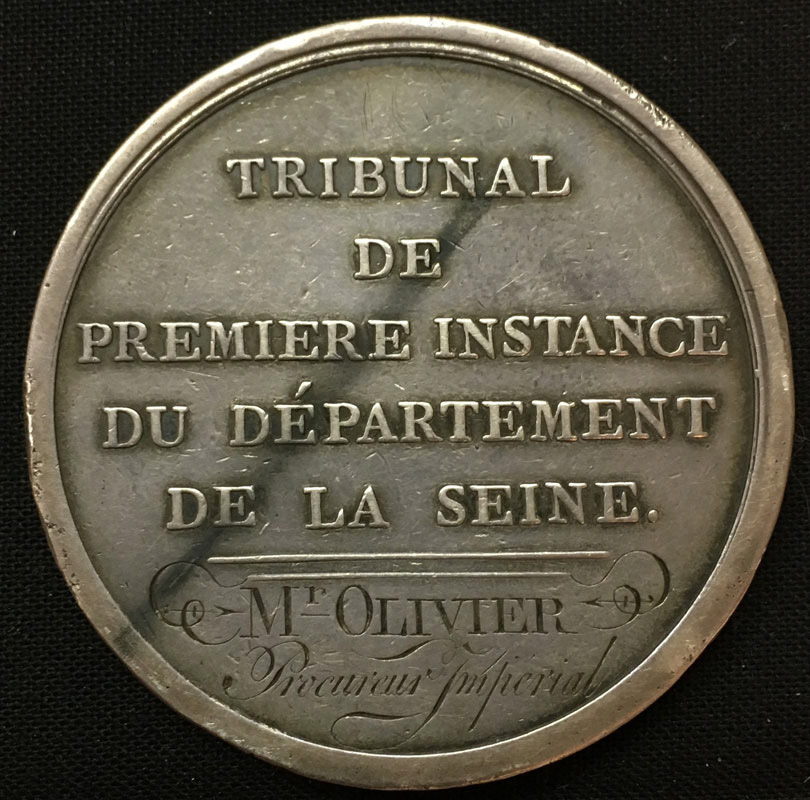 TRIBUNAL
DE
PREMIERE INSTANCE
DU DÉPARTEMENT
DE LA SEINE.
Mr OLIVIER
Procureur Impérial